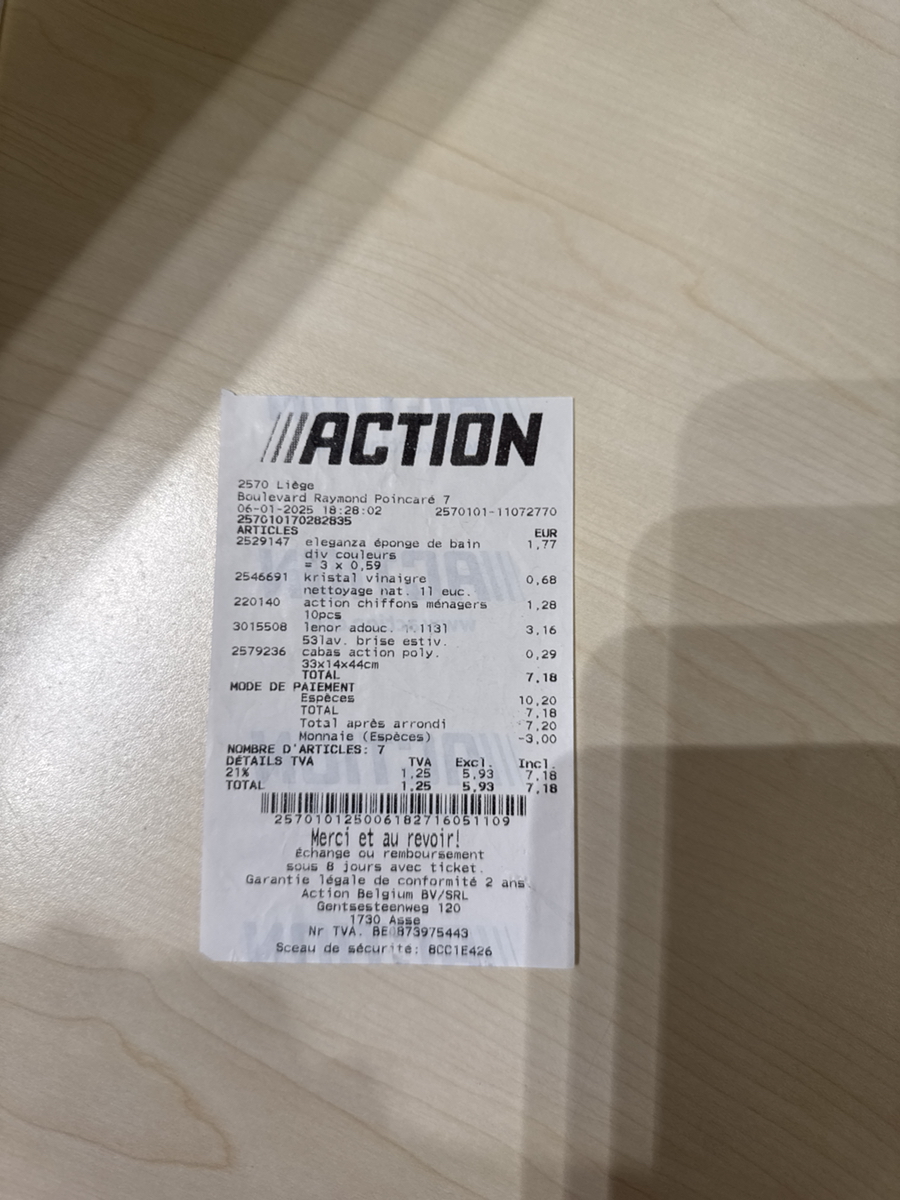 ACTION
2570 Liège
Boulevard Raymond Poincaré 7
06-01-2025 18:28:02 2570101-11072770
257010170282835
ARTICLES EUR
2529147 eleganza éponge de bain 1,77
div couleurs
= 3 x 0,59
2546691 kristal vinaigre 0,68
nettoyage nat. 1l euc.
220140 action chiffons ménagers 1,28
10pcs
3015508 lenor adouc. 1.113l 3,16
53lav. brise estiv.
2579236 cabas action poly. 0,29
33x14x44cm
TOTAL 7,18
MODE DE PAIEMENT
Espèces 10,20
TOTAL 7,18
Total après arrondi 7,20
Monnaie (Espèces) -3,00
NOMBRE D'ARTICLES: 7
DÉTAILS TVA TVA Excl. Incl.
21% 1,25 5,93 7,18
TOTAL 1,25 5,93 7,18
257010125006182716051109
Merci et au revoir!
Échange ou remboursement
sous 8 jours avec ticket.
Garantie légale de conformité 2 ans.
Action Belgium BV/SRL
Gentsesteenweg 120
1730 Asse
Nr TVA. BE0873975443
Sceau de sécurité: 8CC1E426